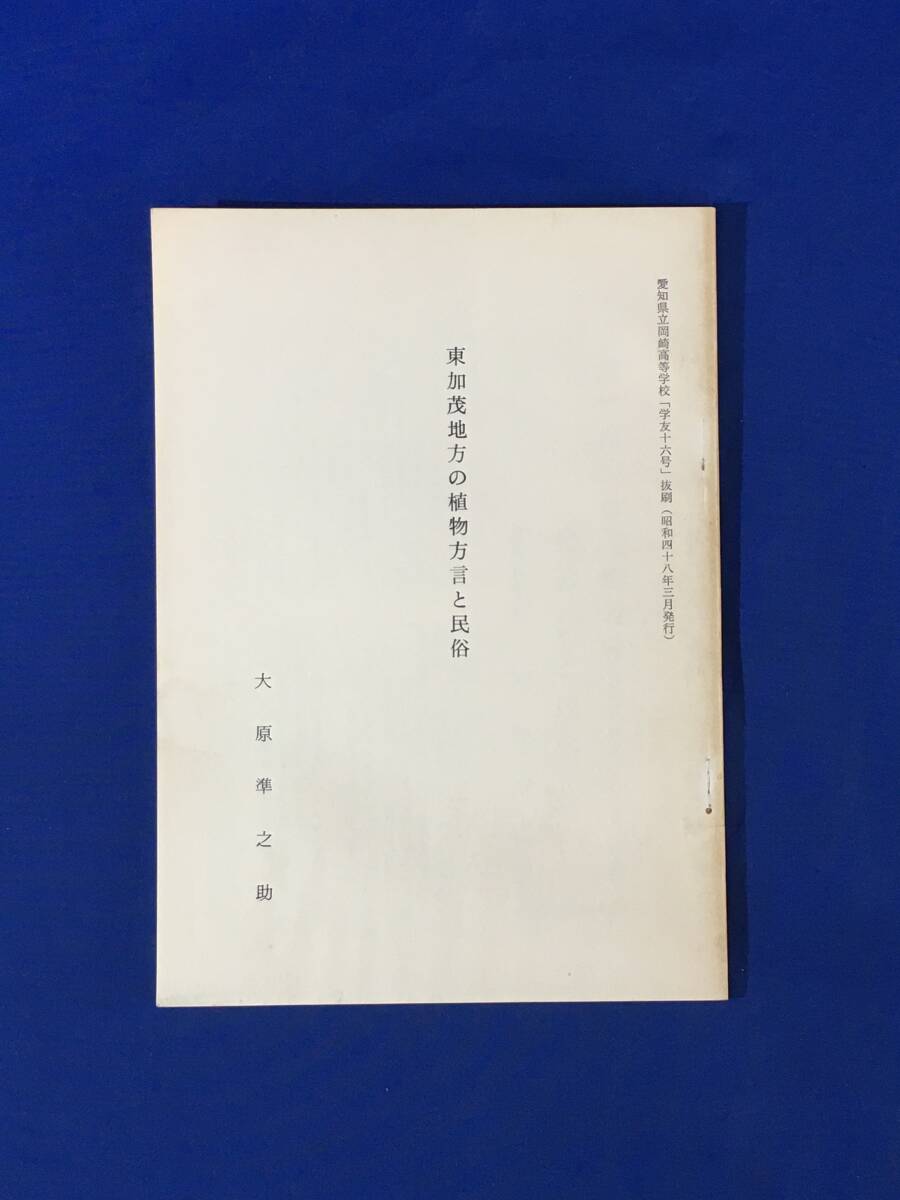 愛知県立岡崎高等学校「学友十六号」抜刷（昭和四十八年三月発行）
東加茂地方の植物方言と民俗
大原準之助